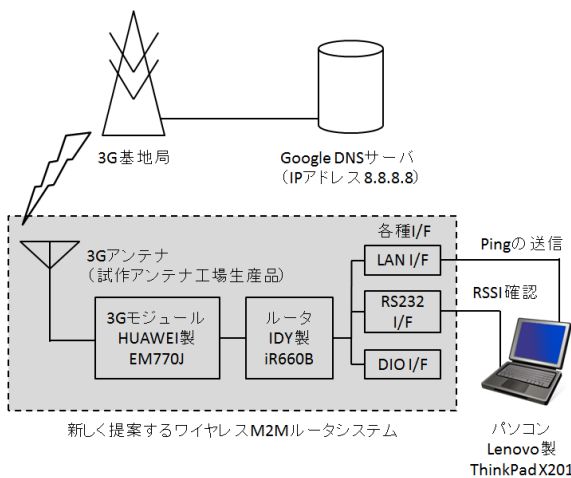 3G基地局
Google DNSサーバ
（IPアドレス8.8.8.8）
各種I/F
3Gアンテナ
（試作アンテナ工場生産品）
LAN I/F
Pingの送信
3Gモジュール
HUAWEI製
EM770J
ルータ
IDY製
iR660B
RS232
I/F
RSSI確認
DIO I/F
新しく提案するワイヤレスM2Mルータシステム
パソコン
Lenovo製
ThinkPad X201